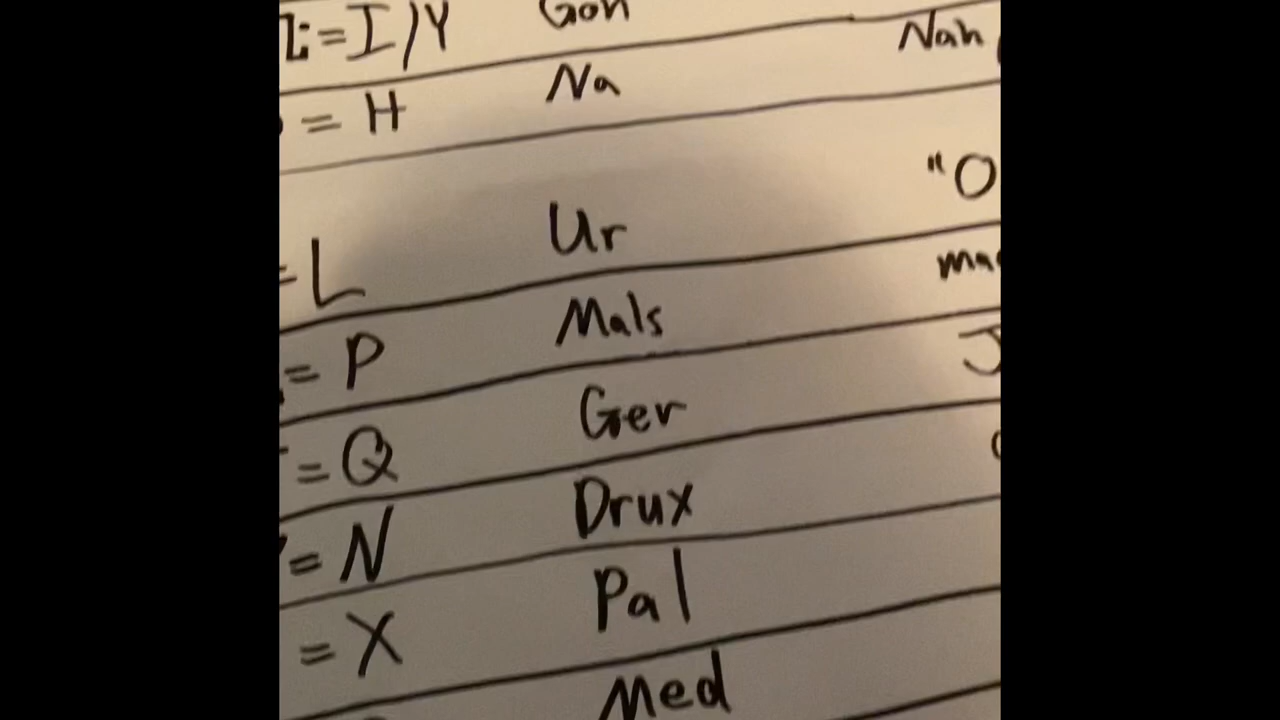 = I/Y Gon
= H Na Nah
= L Ur "O
= P Mals
= Q Ger
= N Drux
= X Pal
Med